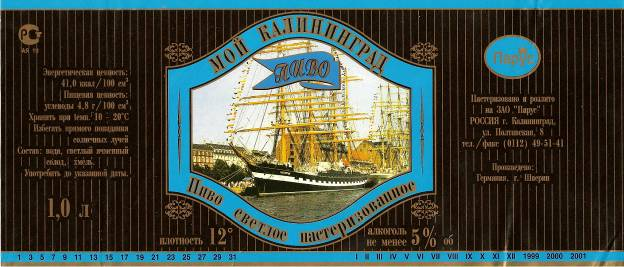 МОЙ КАЛИНИНГРАД
ПИВО
Пиво светлое пастеризованное
плотность 12°
алкоголь
не менее 5% об
РС
АЯ 19
Энергетическая ценность:
41,0 ккал/100 см³
Пищевая ценность:
углеводы 4,8 г/100 см³
Хранить при темп. 10 - 20°С
Избегать прямого попадания
солнечных лучей
Состав: вода, светлый ячменный
солод, хмель.
Употребить до указанной даты.
1,0 л
Парус
Пастеризовано и розлито
на ЗАО "Парус"
РОССИЯ г. Калининград,
ул. Полтавская, 8
тел./факс (0112) 49-51-41
Произведено:
Германия, г. Шверин
1 3 5 7 9 11 13 15 17 19 21 23 25 27 29 31
I II III IV V VI VII VIII IX X XI XII 1999 2000 2001